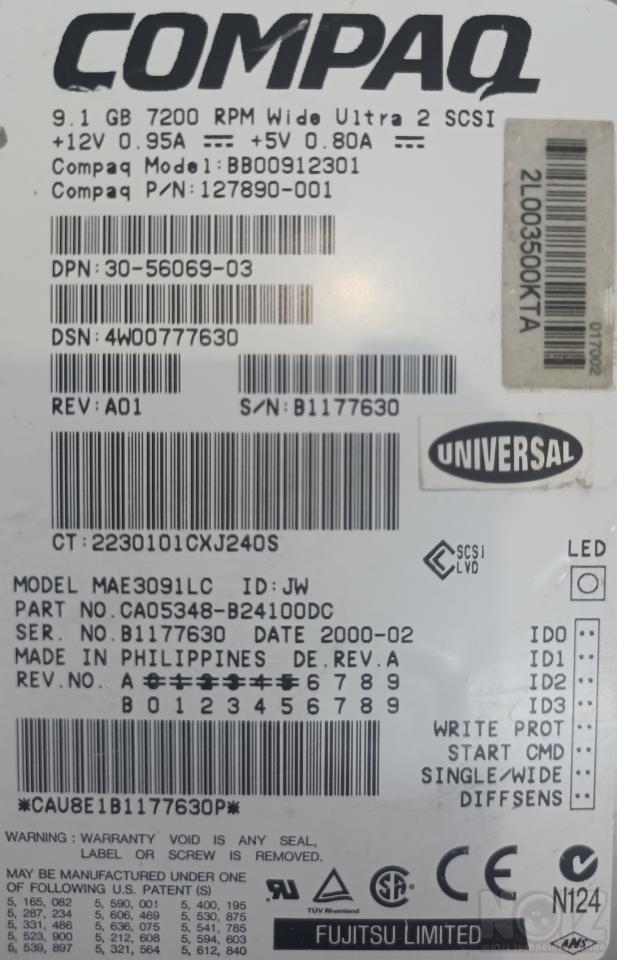 COMPAQ
9.1 GB 7200 RPM Wide Ultra 2 SCSI
+12V 0.95A +5V 0.80A
Compaq Model:BB00912301
Compaq P/N:127890-001
2L003500KTA
017002
DPN:30-56069-03
DSN:4W00777630
REV:A01 S/N:B1177630
UNIVERSAL
CT:2230101CXJ240S
SCSI
LVD
LED
MODEL MAE3091LC ID:JW
PART NO.CA05348-B24100DC
SER. NO.B1177630 DATE 2000-02
MADE IN PHILIPPINES DE.REV.A
REV.NO. A 0 1 2 3 4 5 6 7 8 9
B 0 1 2 3 4 5 6 7 8 9
ID0
ID1
ID2
ID3
WRITE PROT
START CMD
SINGLE/WIDE
DIFFSENS
*CAU8E1B1177630P*
WARNING : WARRANTY VOID IS ANY SEAL,
LABEL OR SCREW IS REMOVED.
MAY BE MANUFACTURED UNDER ONE
OF FOLLOWING U.S. PATENT (S)
5, 165, 082 5, 590, 001 5, 400, 195
5, 287, 234 5, 606, 469 5, 530, 875
5, 331, 486 5, 636, 075 5, 541, 785
5, 523, 900 5, 212, 608 5, 594, 603
5, 539, 897 5, 321, 564 5, 612, 840
TÜV Rheinland
CE
N124
FUJITSU LIMITED